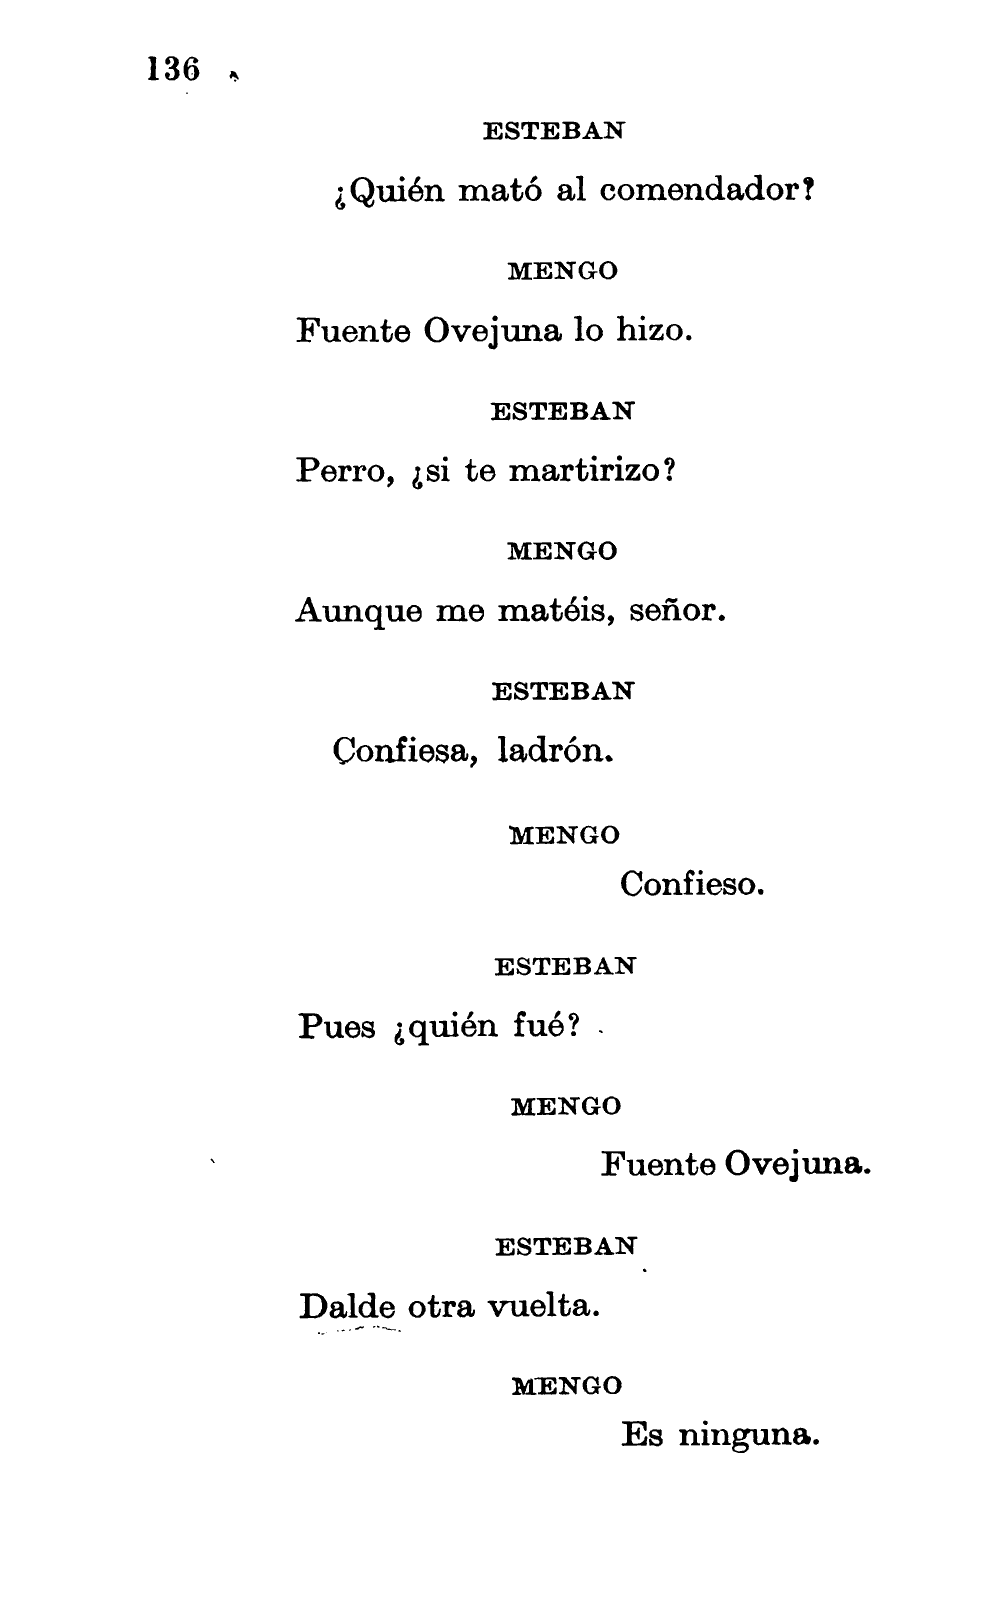 136
ESTEBAN
¿Quién mató al comendador?
MENGO
Fuente Ovejuna lo hizo.
ESTEBAN
Perro, ¿si te martirizo?
MENGO
Aunque me matéis, señor.
ESTEBAN
Confiesa, ladrón.
MENGO
Confieso.
ESTEBAN
Pues ¿quién fué?
MENGO
Fuente Ovejuna.
ESTEBAN
Dalde otra vuelta.
MENGO
Es ninguna.